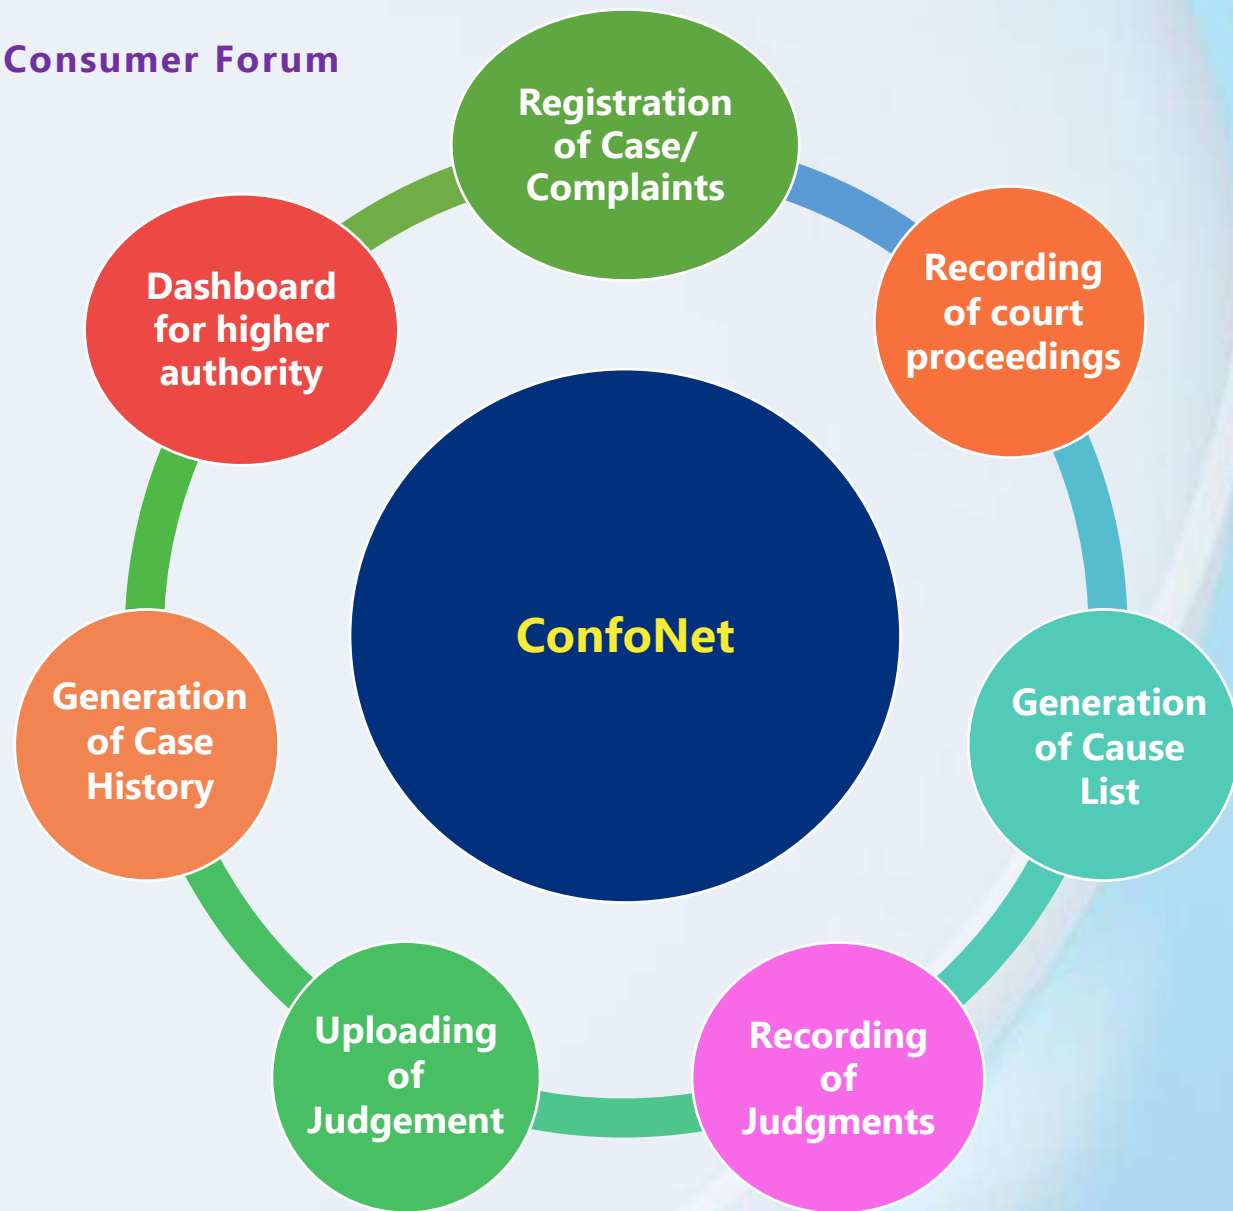 Consumer Forum
Registration
of Case/
Complaints
Recording
of court
proceedings
Generation
of Cause
List
Recording
of
Judgments
Uploading
of
Judgement
Generation
of Case
History
Dashboard
for higher
authority
ConfoNet